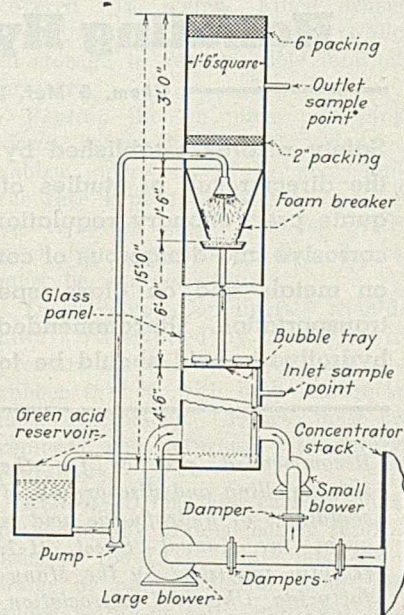 6" packing
1'-6" square
3'-0"
Outlet
sample
point
2" packing
Foam breaker
1'-6"
15'-0"
6'-0"
Glass
panel
Bubble tray
Inlet sample
point
4'-6"
Green acid
reservoir
Concentrator
stack
Small
blower
Damper
Pump
Dampers
Large blower